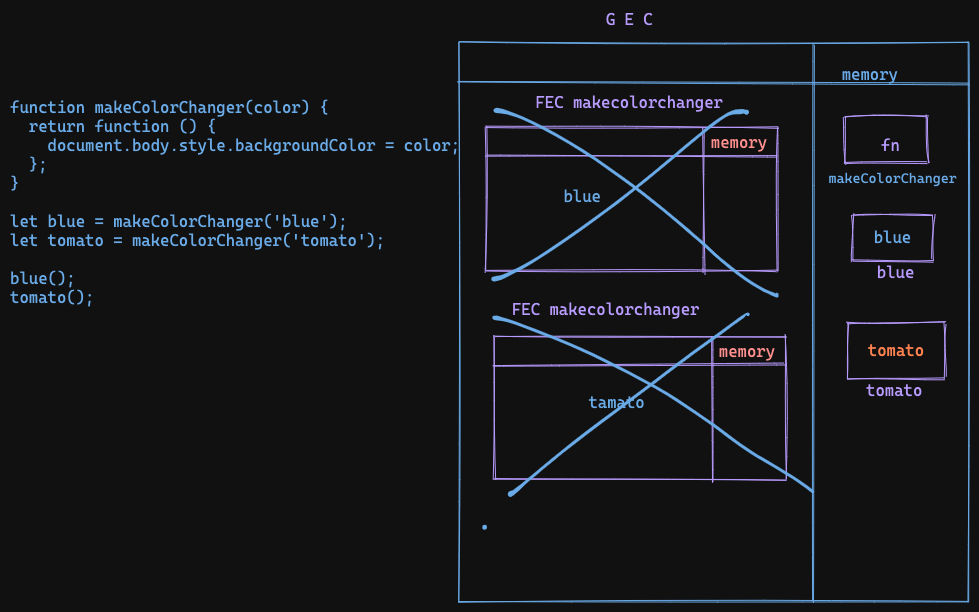 G E C
function makeColorChanger(color) {
  return function () {
    document.body.style.backgroundColor = color;
  };
}
let blue = makeColorChanger('blue');
let tomato = makeColorChanger('tomato');
blue();
tomato();
memory
FEC makecolorchanger
memory
blue
FEC makecolorchanger
memory
tamato
fn
makeColorChanger
blue
blue
tomato
tomato